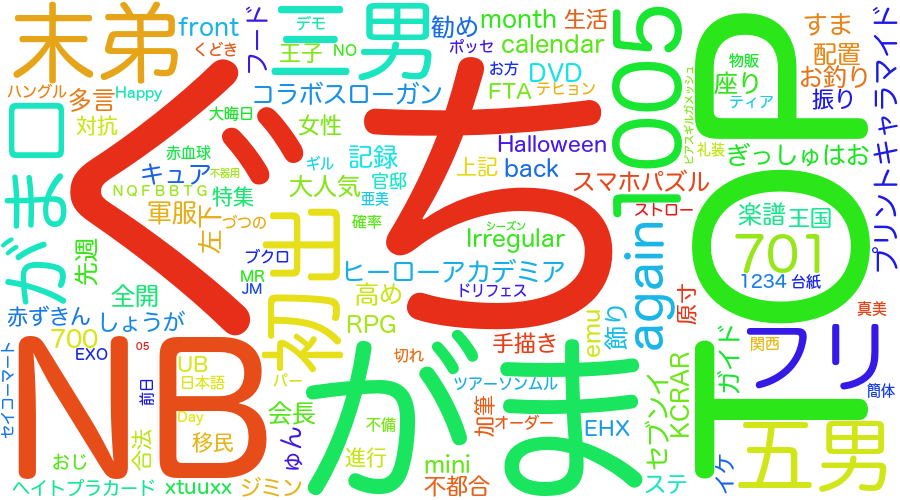 末弟
front
くどき
フード
三男
デモ
王子
NO
勧め
ポッセ
month
生活
calendar
お方
DVD
FTA
テヒョン
1005
TOP
すま
配置
お釣り
振り
キャラマイド
プリント
物販
座り
ティア
ピアスギルガメッシュ
礼装
ぎっしゅはお
ハングル
多言
Happy
対抗
コラボスローガン
大晦日
女性
ぐち
赤血球
キュア
不器用
ギル
記録
大人気
官邸
亜美
上記
Halloween
back
スマホパズル
ストロー
NQFBBTG
特集
軍服
左下
づつの
初出
確率
シーズン
Irregular
again
楽譜
王国
701
1234
台紙
がまロ
先週
ブクロ
MR
JM
ヒーローアカデミア
ドリフェス
高め
RPG
全開
赤ずきん
しょうが
700
EXO
05
手描き
emu
飾り
原寸
真美
フリ
関西
ガイド
簡体
セイコーマート
NB
前日
UB
日本語
Day
パー
がま
切れ
ツアーソンムル
加筆
オーダー
EHX
セブンイ
KCRAR
五男
イケ
ステ
会長
不備
合法
移民
ゅん
おじ
進行
mini
不都合
ヘイトプラカード
xtuuxx
ジミン